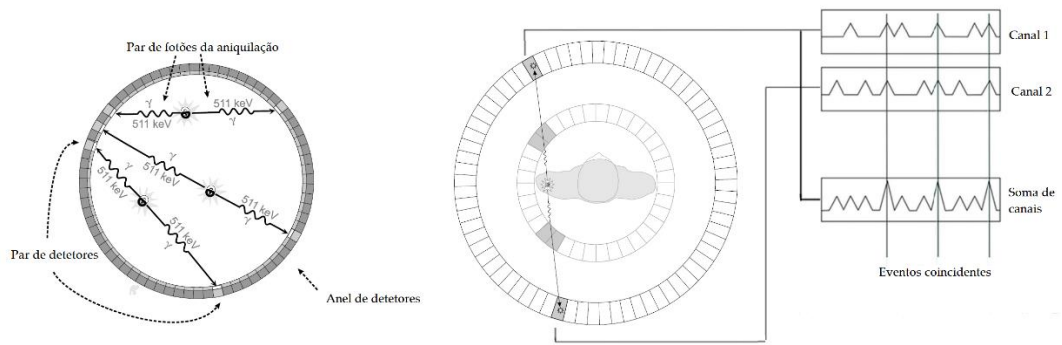 Par de fotões da aniquilação
γ
511 keV
511 keV
γ
γ
511 keV
γ
511 keV
511 keV
γ
511 keV
γ
Par de detetores
Anel de detetores
Canal 1
Canal 2
Soma de
canais
Eventos coincidentes